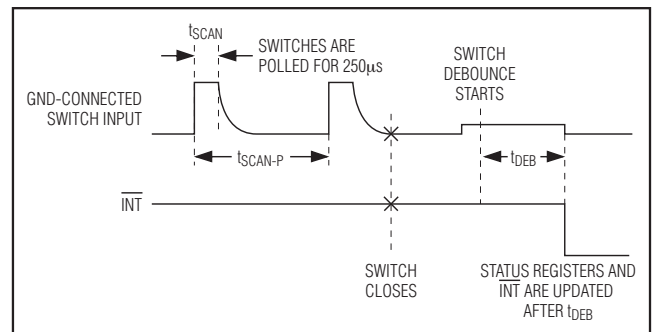 tSCAN
SWITCHES ARE
POLLED FOR 250μs
SWITCH
DEBOUNCE
STARTS
GND-CONNECTED
SWITCH INPUT
tSCAN-P
tDEB
INT
SWITCH
CLOSES
STATUS REGISTERS AND
INT ARE UPDATED
AFTER tDEB